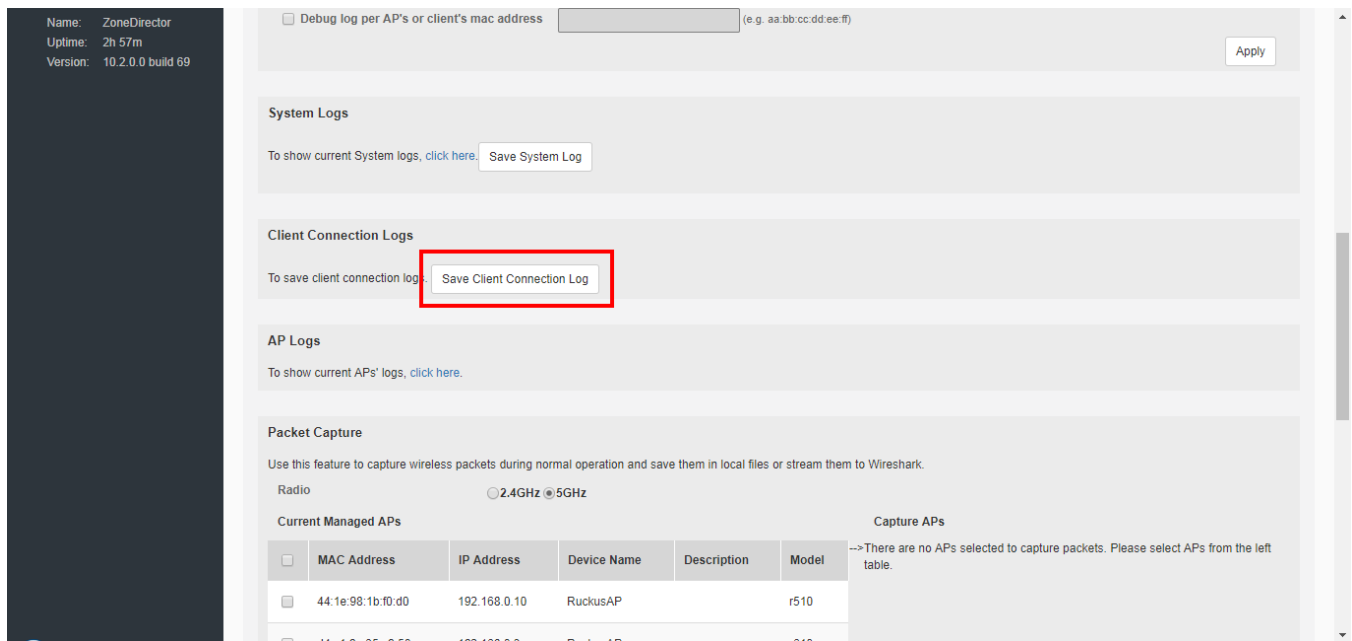 Name: ZoneDirector
Uptime: 2h 57m
Version: 10.2.0.0 build 69
Debug log per AP's or client's mac address (e.g. aa:bb:cc:dd:ee:ff)
Apply
System Logs
To show current System logs, click here. Save System Log
Client Connection Logs
To save client connection logs. Save Client Connection Log
AP Logs
To show current APs' logs, click here.
Packet Capture
Use this feature to capture wireless packets during normal operation and save them in local files or stream them to Wireshark.
Radio 2.4GHz 5GHz
Current Managed APs
MAC Address IP Address Device Name Description Model
44:1e:98:1b:f0:d0 192.168.0.10 RuckusAP r510
Capture APs
-->There are no APs selected to capture packets. Please select APs from the left
table.